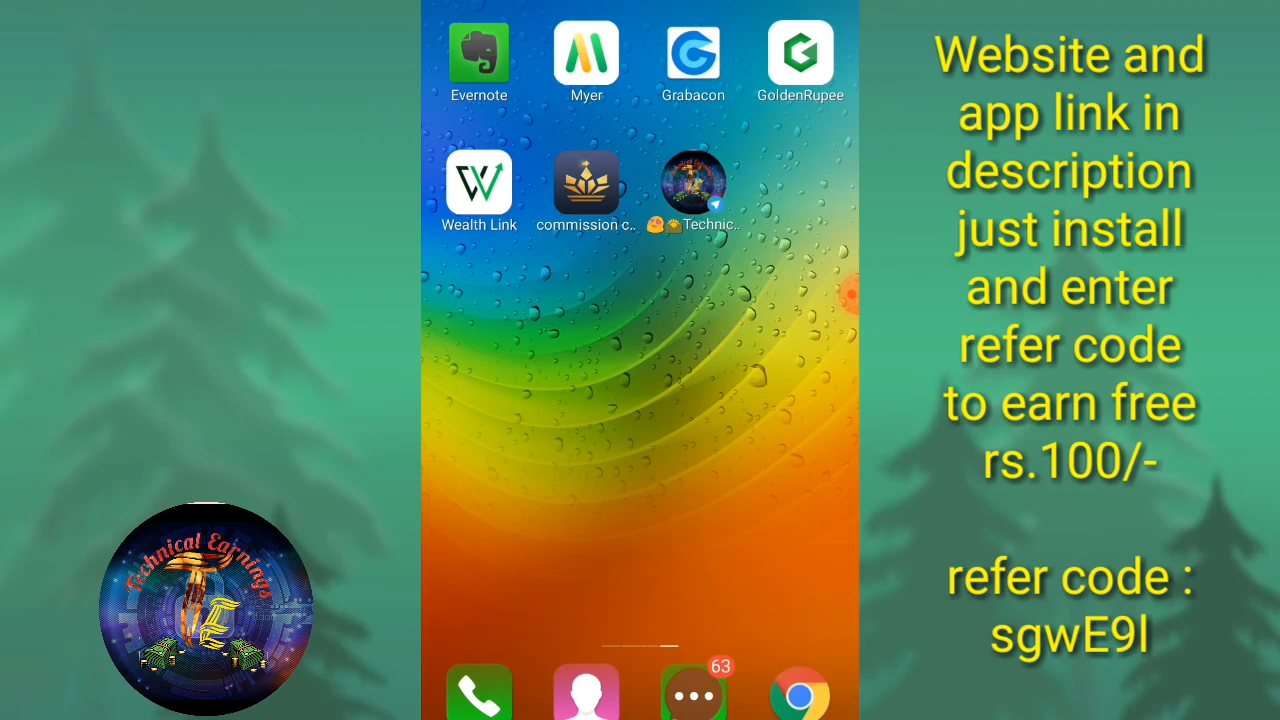 Evernote
Myer
Grabacon
GoldenRupee
Wealth Link
commission c..
😍🐾Technic..
63
Technical Earnings
TE
Website and
app link in
description
just install
and enter
refer code
to earn free
rs.100/-
refer code :
sgwE9l